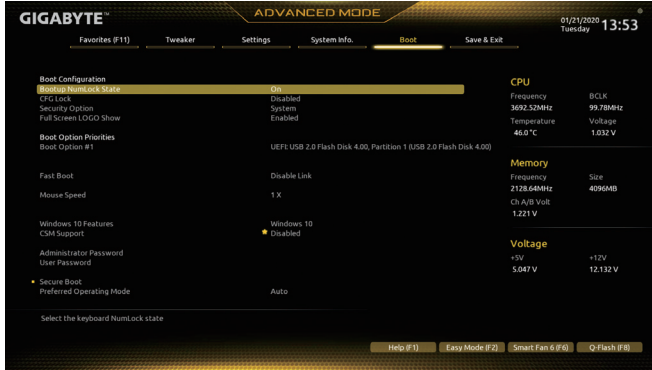 GIGABYTE™
ADVANCED MODE
01/21/2020 Tuesday 13:53
Favorites (F11) Tweaker Settings System Info. Boot Save & Exit
Boot Configuration
Bootup NumLock State On
CFG Lock Disabled
Security Option System
Full Screen LOGO Show Enabled
Boot Option Priorities
Boot Option #1 UEFI: USB 2.0 Flash Disk 4.00, Partition 1 (USB 2.0 Flash Disk 4.00)
Fast Boot Disable Link
Mouse Speed 1 X
Windows 10 Features Windows 10
CSM Support Disabled
Administrator Password
User Password
Secure Boot
Preferred Operating Mode Auto
Select the keyboard NumLock state
CPU
Frequency BCLK
3692.52MHz 99.78MHz
Temperature Voltage
46.0 °C 1.032 V
Memory
Frequency Size
2128.64MHz 4096MB
Ch A/B Volt
1.221 V
Voltage
+5V +12V
5.047 V 12.132 V
Help (F1) Easy Mode (F2) Smart Fan 6 (F6) Q-Flash (F8)